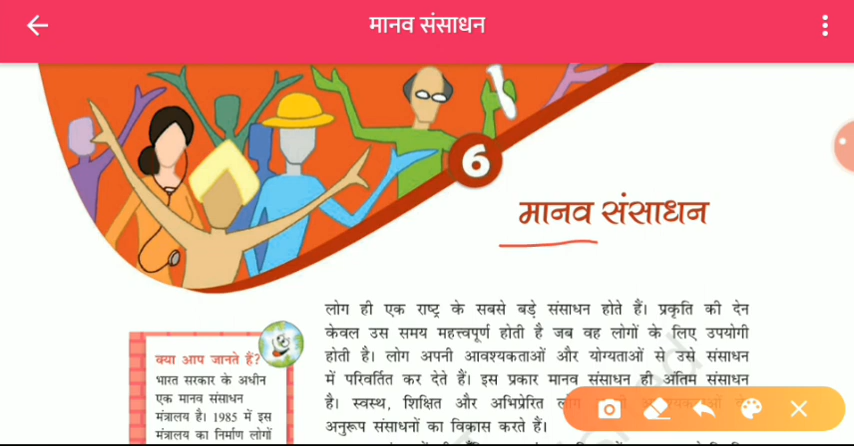 मानव संसाधन
6
मानव संसाधन
लोग ही एक राष्ट्र के सबसे बड़े संसाधन होते हैं। प्रकृति की देन
केवल उस समय महत्त्वपूर्ण होती है जब वह लोगों के लिए उपयोगी
होती है। लोग अपनी आवश्यकताओं और योग्यताओं से उसे संसाधन
में परिवर्तित कर देते हैं। इस प्रकार मानव संसाधन ही अंतिम संसाधन
है। स्वस्थ, शिक्षित और अभिप्रेरित
अनुरूप संसाधनों का विकास करते हैं।
क्या आप जानते हैं?
भारत सरकार के अधीन
एक मानव संसाधन
मंत्रालय है। 1985 में इस
मंत्रालय का निर्माण लोगों